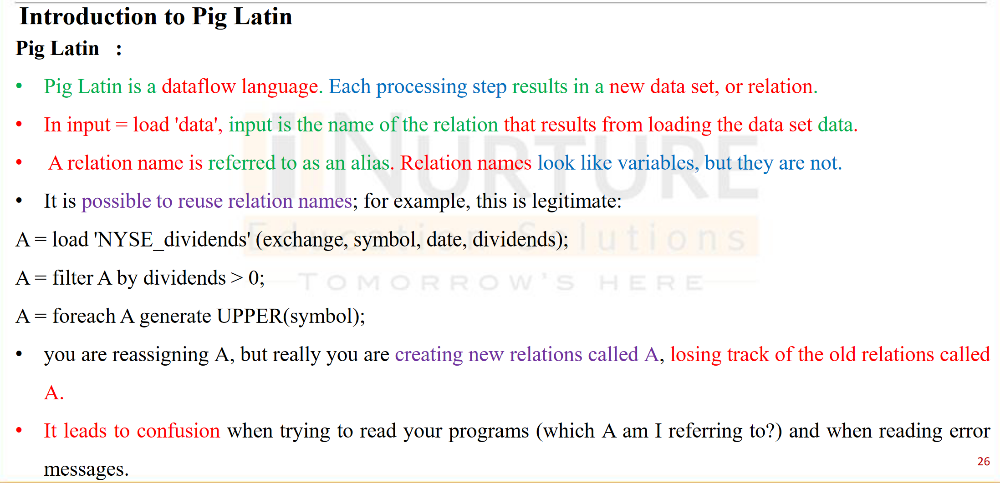 Introduction to Pig Latin
Pig Latin :
• Pig Latin is a dataflow language. Each processing step results in a new data set, or relation.
• In input = load 'data', input is the name of the relation that results from loading the data set data.
• A relation name is referred to as an alias. Relation names look like variables, but they are not.
• It is possible to reuse relation names; for example, this is legitimate:
A = load 'NYSE_dividends' (exchange, symbol, date, dividends);
A = filter A by dividends > 0;
A = foreach A generate UPPER(symbol);
• you are reassigning A, but really you are creating new relations called A, losing track of the old relations called
A.
• It leads to confusion when trying to read your programs (which A am I referring to?) and when reading error
messages.
26
iNURTURE
Education Solutions
TOMORROW'S HERE